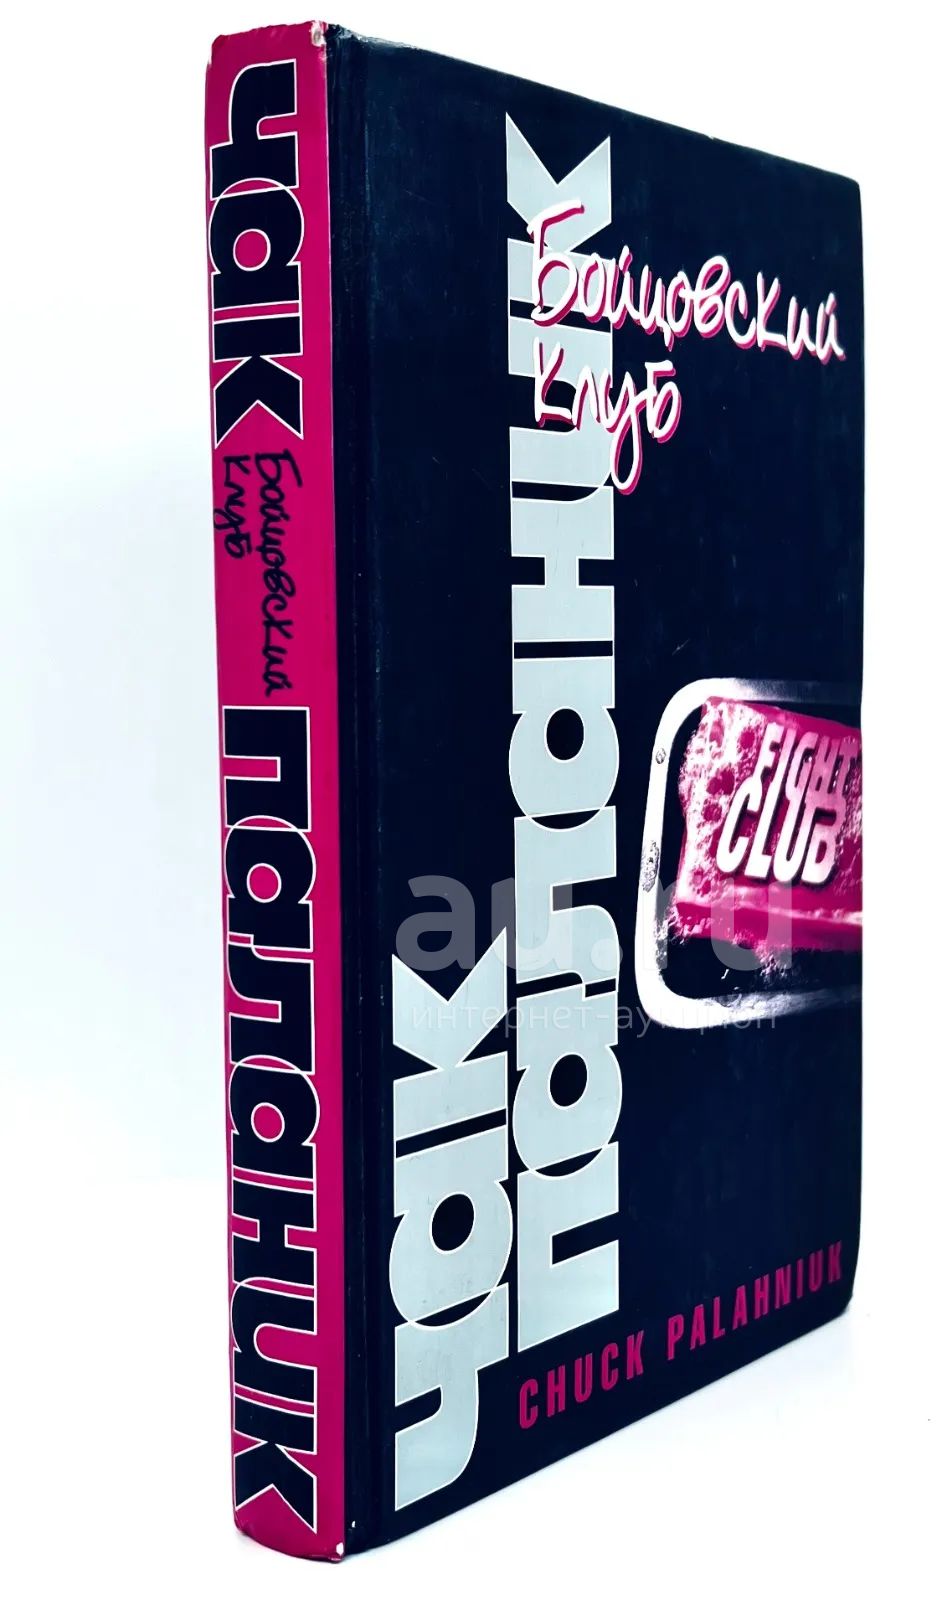 ЧАК
Бойцовский
Клуб
ПАЛАНИК
ЧАК
ПАЛАНИК
Бойцовский
Клуб
FIGHT
CLUB
CHUCK PALAHNIUK
au.ru
интернет-аукцион